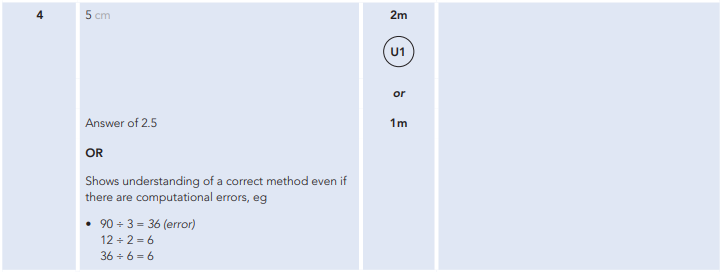 4
5 cm
2m
U1
or
Answer of 2.5
1m
OR
Shows understanding of a correct method even if
there are computational errors, eg
• 90 ÷ 3 = 36 (error)
12 ÷ 2 = 6
36 ÷ 6 = 6